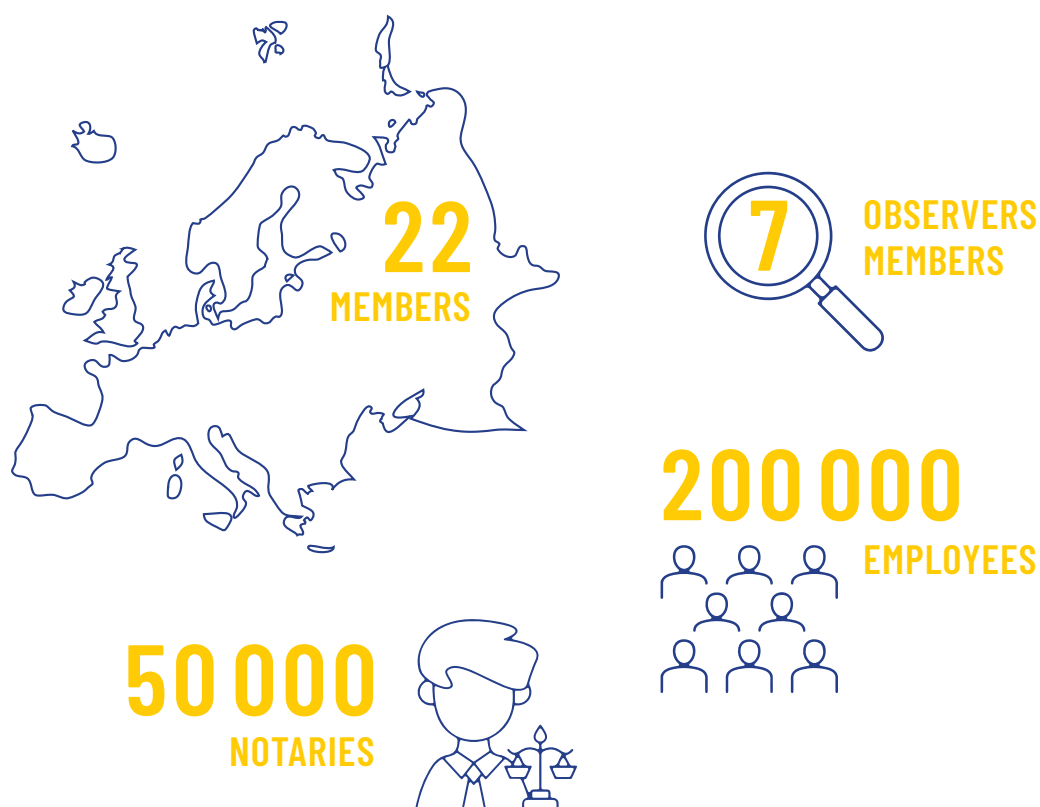 22
MEMBERS
7
OBSERVERS
MEMBERS
200 000
EMPLOYEES
50 000
NOTARIES